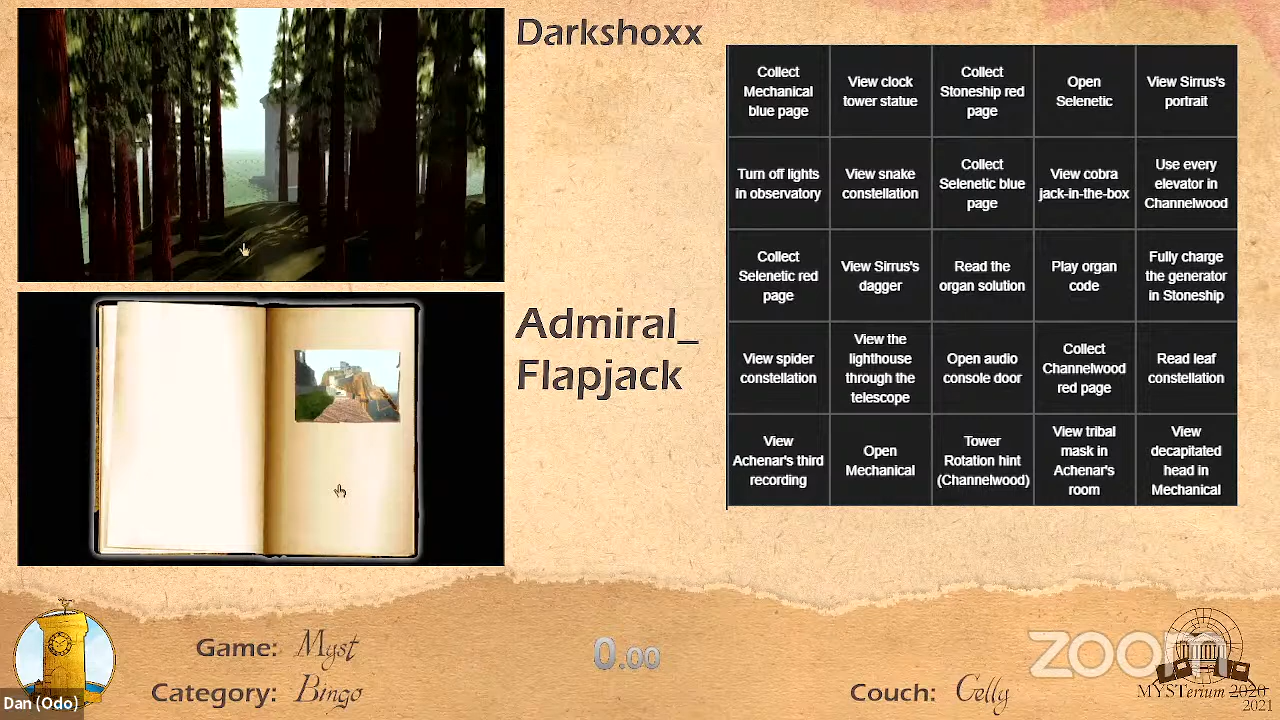 Darkshoxx
Admiral_
Flapjack
Collect
Mechanical
blue page
View clock
tower statue
Collect
Stoneship red
page
Open
Selenetic
View Sirrus's
portrait
Turn off lights
in observatory
View snake
constellation
Collect
Selenetic blue
page
View cobra
jack-in-the-box
Use every
elevator in
Channelwood
Collect
Selenetic red
page
View Sirrus's
dagger
Read the
organ solution
Play organ
code
Fully charge
the generator
in Stoneship
View spider
constellation
View the
lighthouse
through the
telescope
Open audio
console door
Collect
Channelwood
red page
Read leaf
constellation
View
Achenar's third
recording
Open
Mechanical
Tower
Rotation hint
(Channelwood)
View tribal
mask in
Achenar's
room
View
decapitated
head in
Mechanical
Game: Myst
Category: Bingo
0.00
Couch: Celly
zoom
MYSTerium 2020
2021
Dan (Odo)